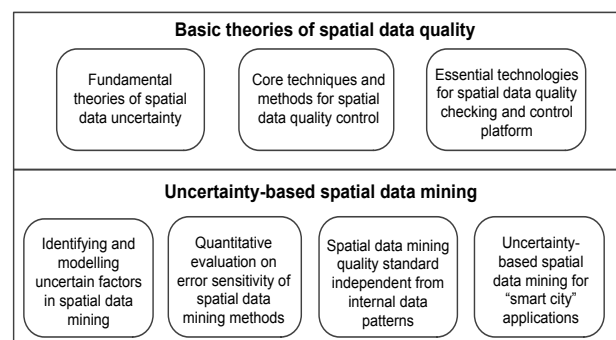 Basic theories of spatial data quality
Fundamental
theories of spatial
data uncertainty
Core techniques and
methods for spatial
data quality control
Essential technologies
for spatial data quality
checking and control
platform
Uncertainty-based spatial data mining
Identifying and
modelling
uncertain factors
in spatial data
mining
Quantitative
evaluation on
error sensitivity of
spatial data
mining methods
Spatial data mining
quality standard
independent from
internal data
patterns
Uncertainty-
based spatial
data mining for
“smart city”
applications